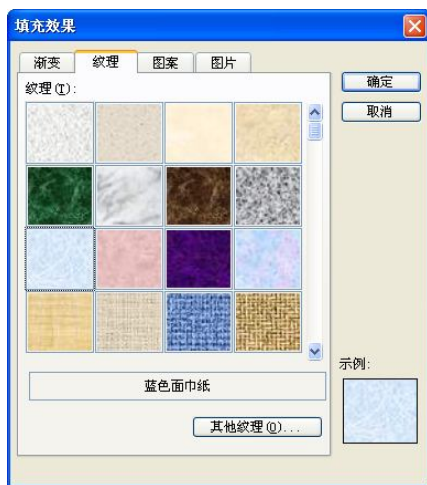 填充效果
渐变 纹理 图案 图片
纹理(T):
确定
取消
蓝色面巾纸
示例:
其他纹理(O)...